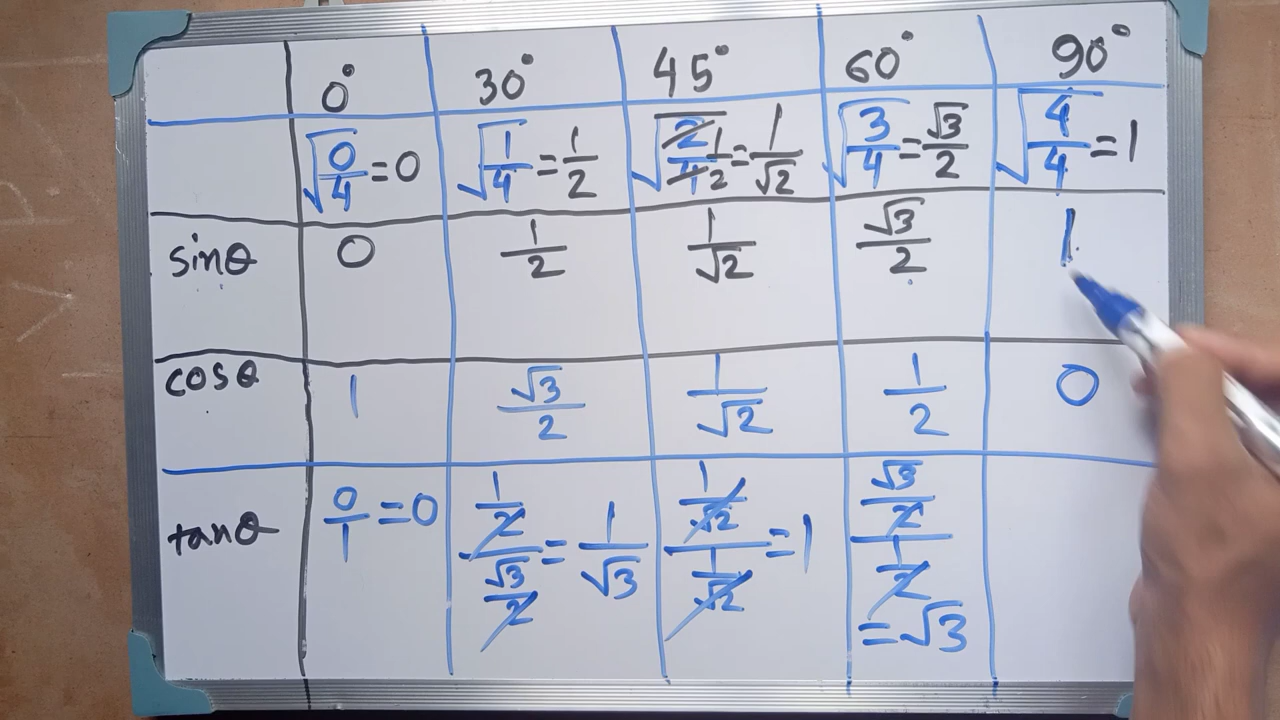 0° 30° 45° 60° 90°
√0/4 = 0 √1/4 = 1/2 √2/4 1/2 = 1/√2 √3/4 = √3/2 √4/4 = 1
sinθ 0 1/2 1/√2 √3/2 1
cosθ 1 √3/2 1/√2 1/2 0
tanθ 0/1 = 0 1/2 / √3/2 = 1/√3 1/√2 / 1/√2 = 1 √3/2 / 1/2
= √3